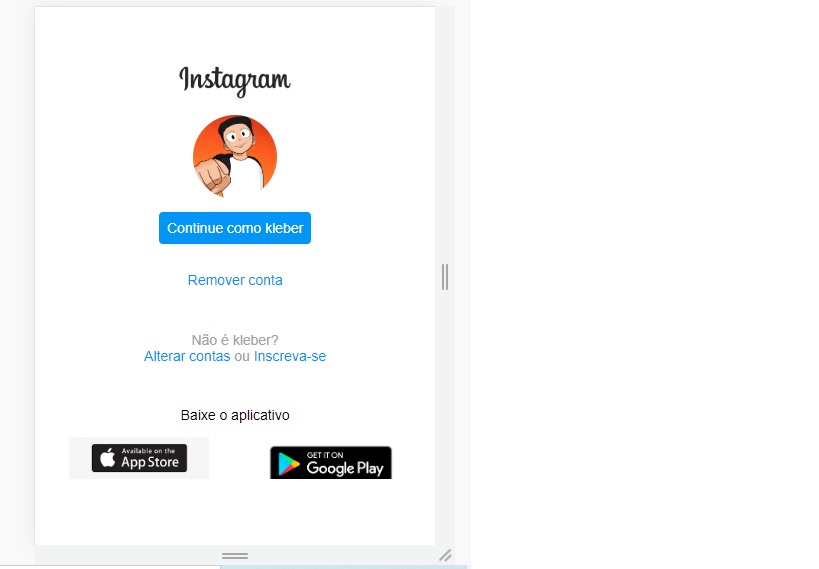 Instagram
Continue como kleber
Remover conta
Não é kleber?
Alterar contas ou Inscreva-se
Baixe o aplicativo
Available on the
App Store
GET IT ON
Google Play